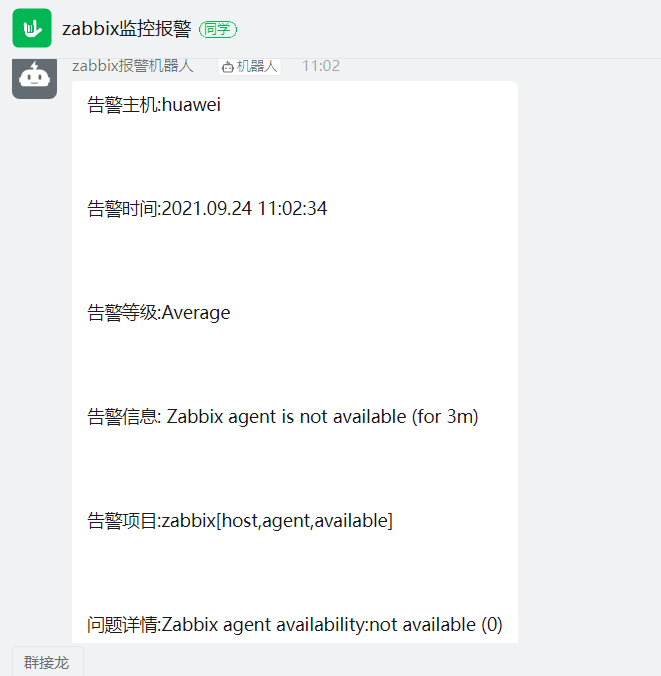 zabbix监控报警 同学
zabbix报警机器人 机器人 11:02
告警主机:huawei
告警时间:2021.09.24 11:02:34
告警等级:Average
告警信息: Zabbix agent is not available (for 3m)
告警项目:zabbix[host,agent,available]
问题详情:Zabbix agent availability:not available (0)
群接龙